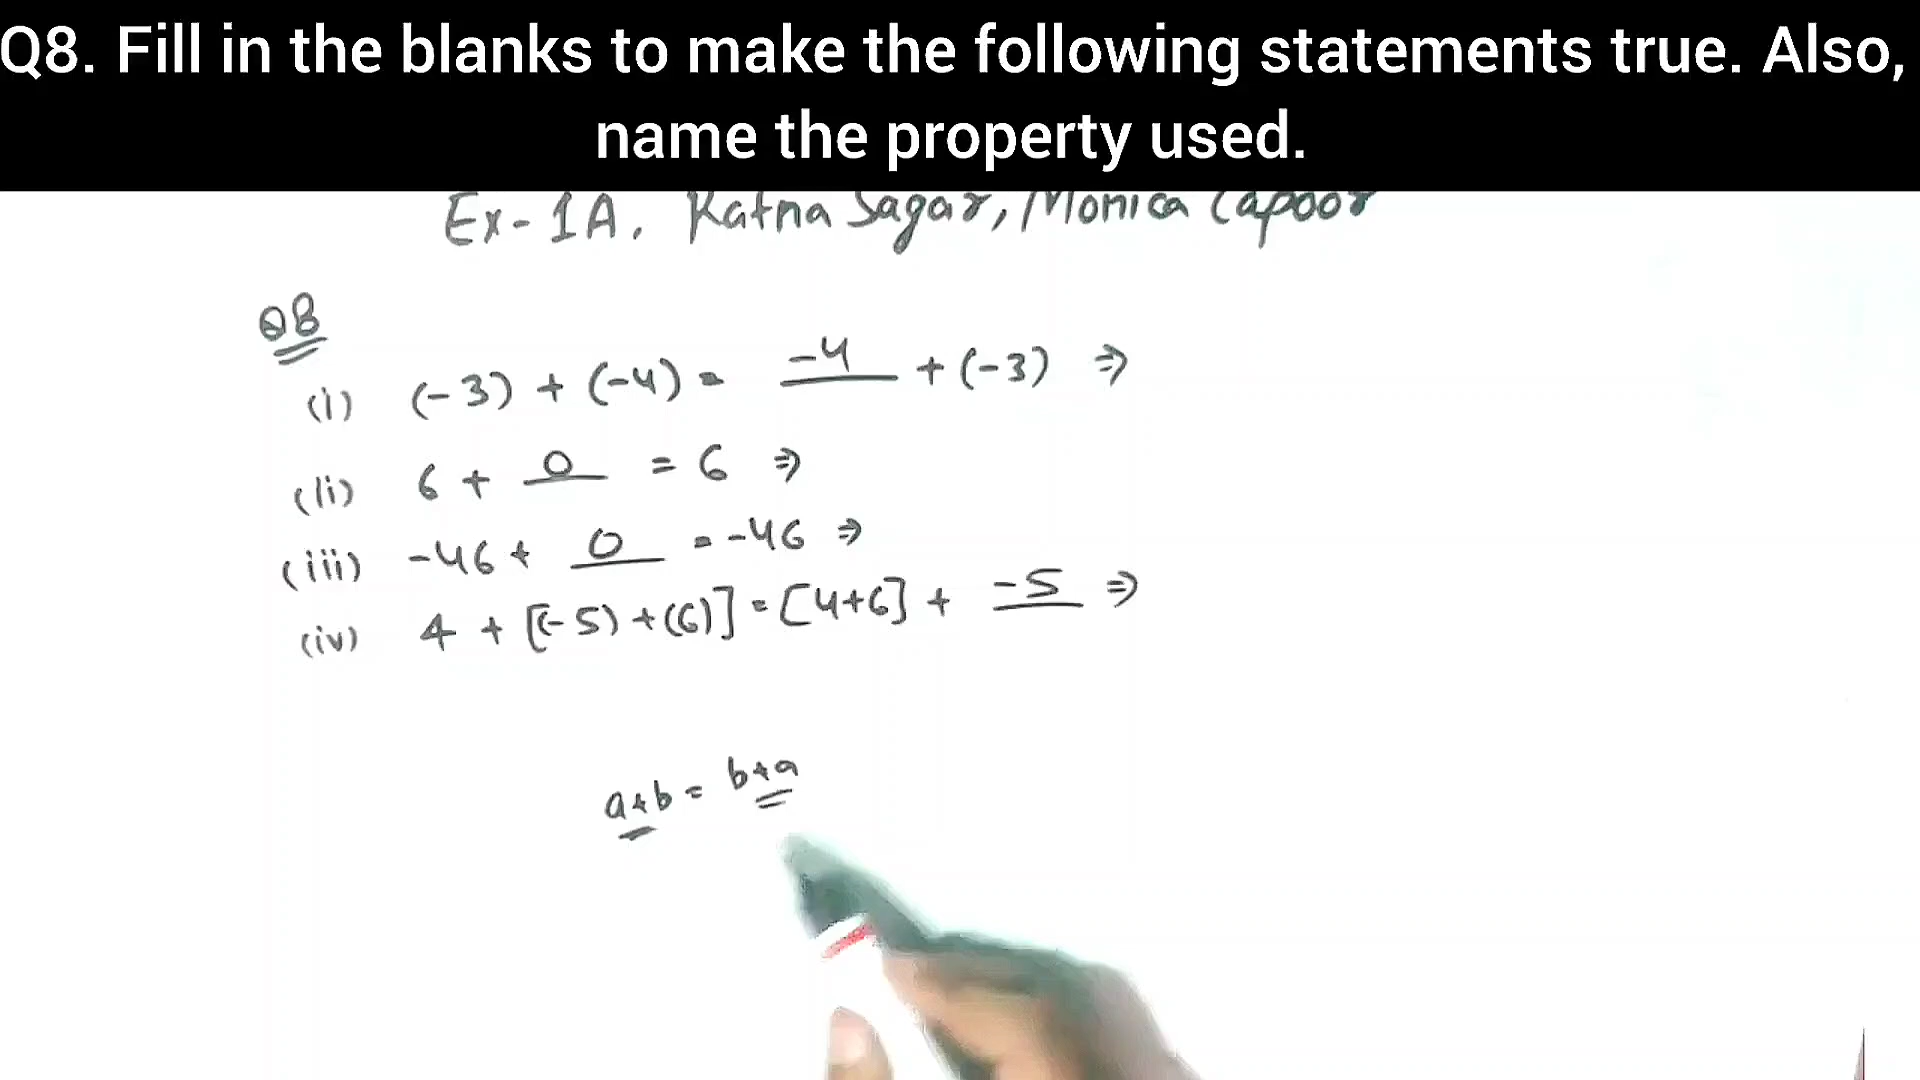 Q8. Fill in the blanks to make the following statements true. Also,
name the property used.
Ex-1A. Ratna Sagar, Monica Capoor
Q8
(i) (-3) + (-4) = -4 + (-3) ⇒
(ii) 6 + 0 = 6 ⇒
(iii) -46 + 0 = -46 ⇒
(iv) 4 + [(-5) + (6)] = [4+6] + -5 ⇒
a+b = b+a